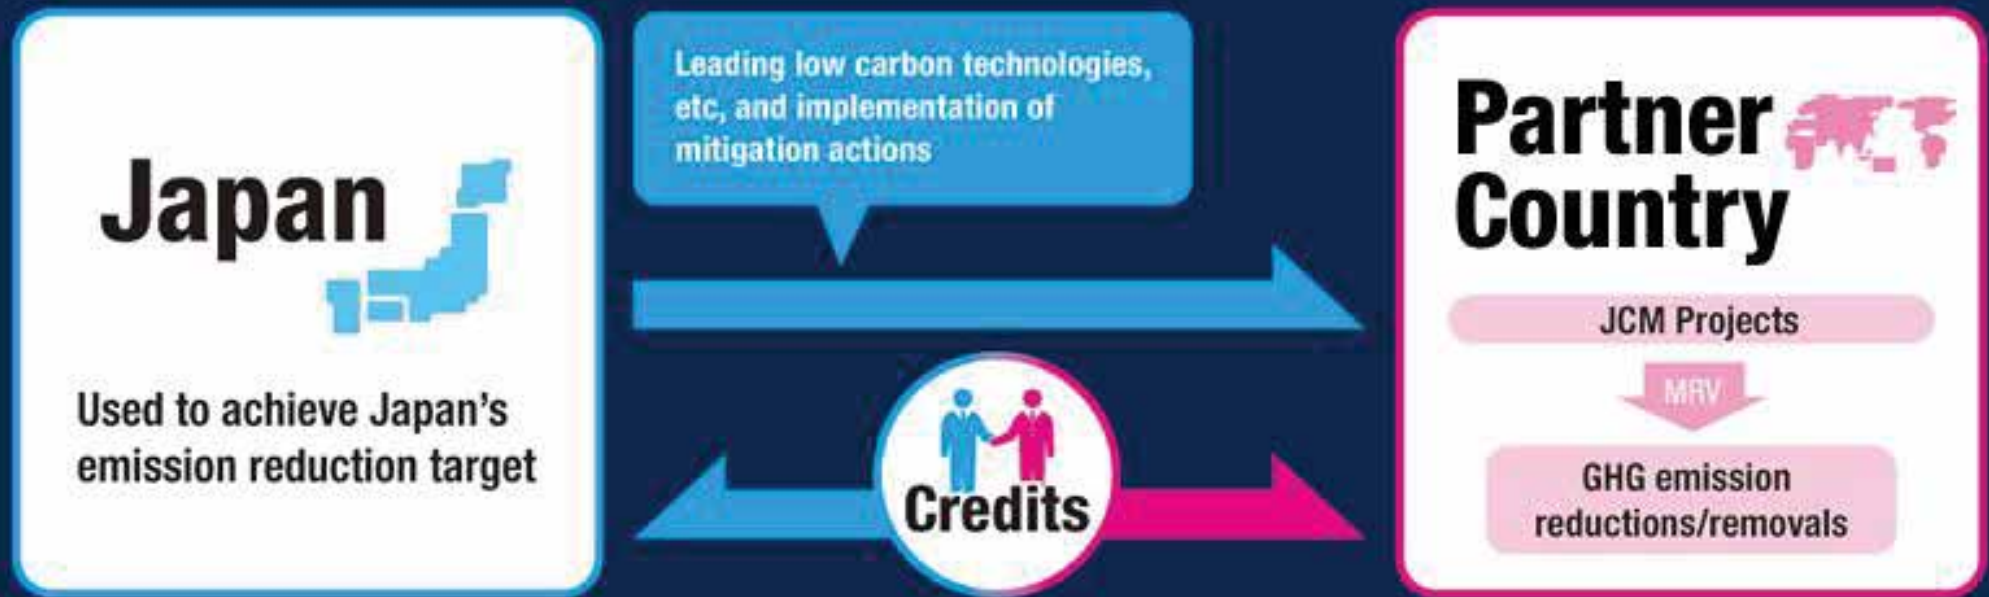 Japan
Used to achieve Japan's
emission reduction target
Leading low carbon technologies,
etc, and implementation of
mitigation actions
Credits
Partner
Country
JCM Projects
MRV
GHG emission
reductions/removals